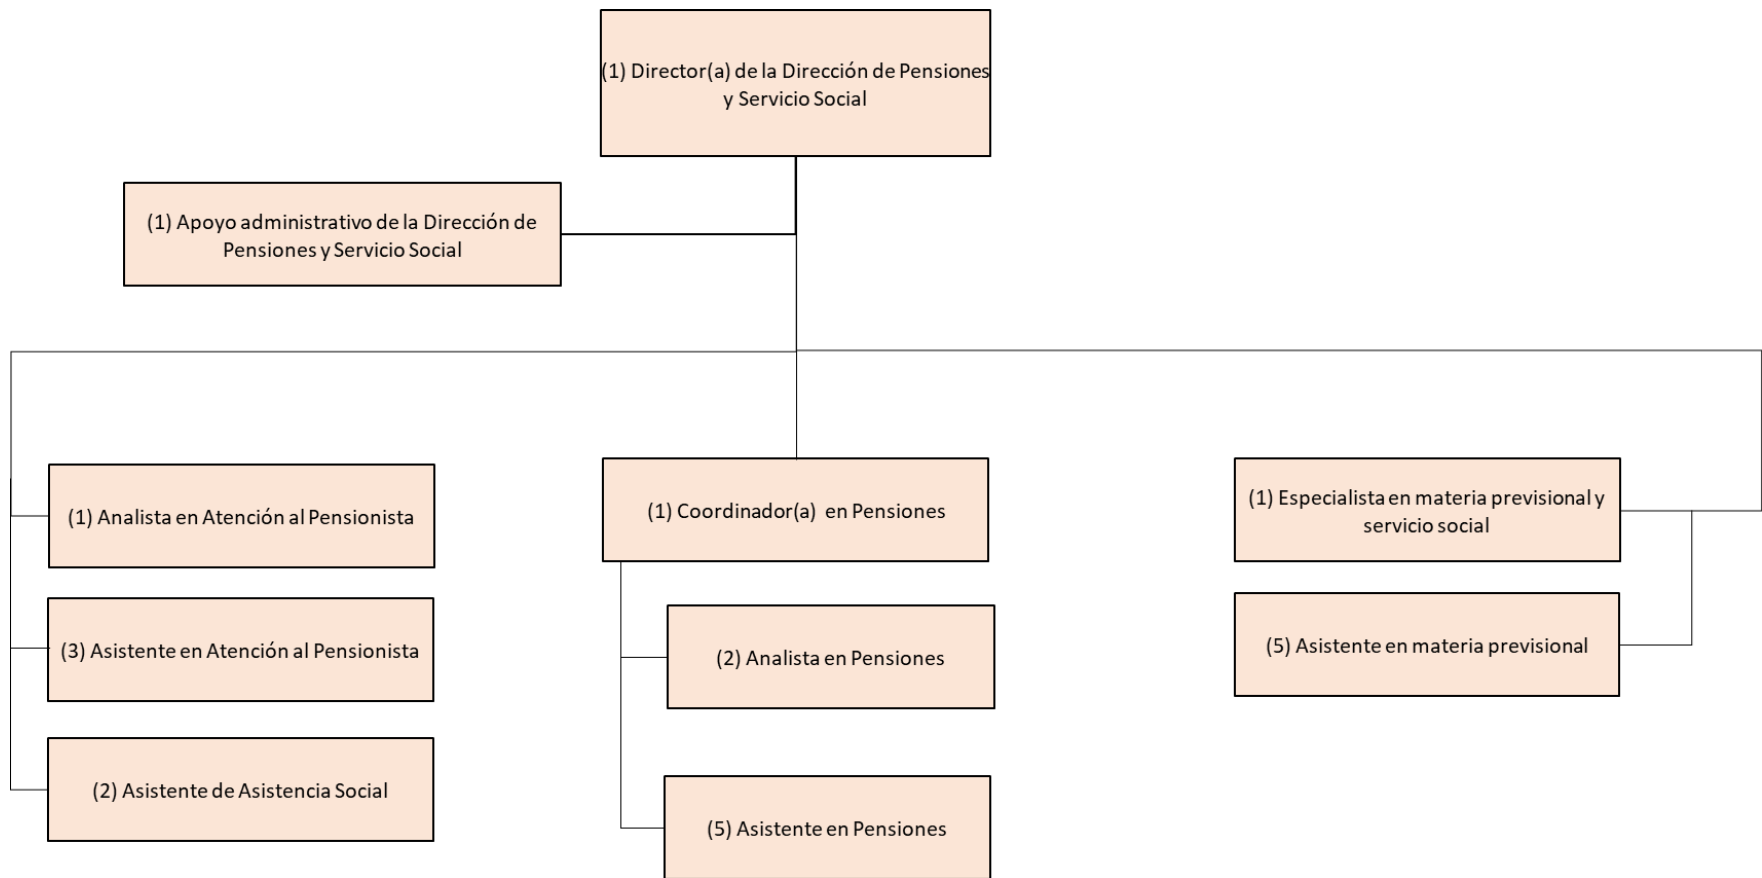 (1) Director(a) de la Dirección de Pensiones
y Servicio Social
(1) Apoyo administrativo de la Dirección de
Pensiones y Servicio Social
(1) Analista en Atención al Pensionista
(3) Asistente en Atención al Pensionista
(2) Asistente de Asistencia Social
(1) Coordinador(a) en Pensiones
(2) Analista en Pensiones
(5) Asistente en Pensiones
(1) Especialista en materia previsional y
servicio social
(5) Asistente en materia previsional